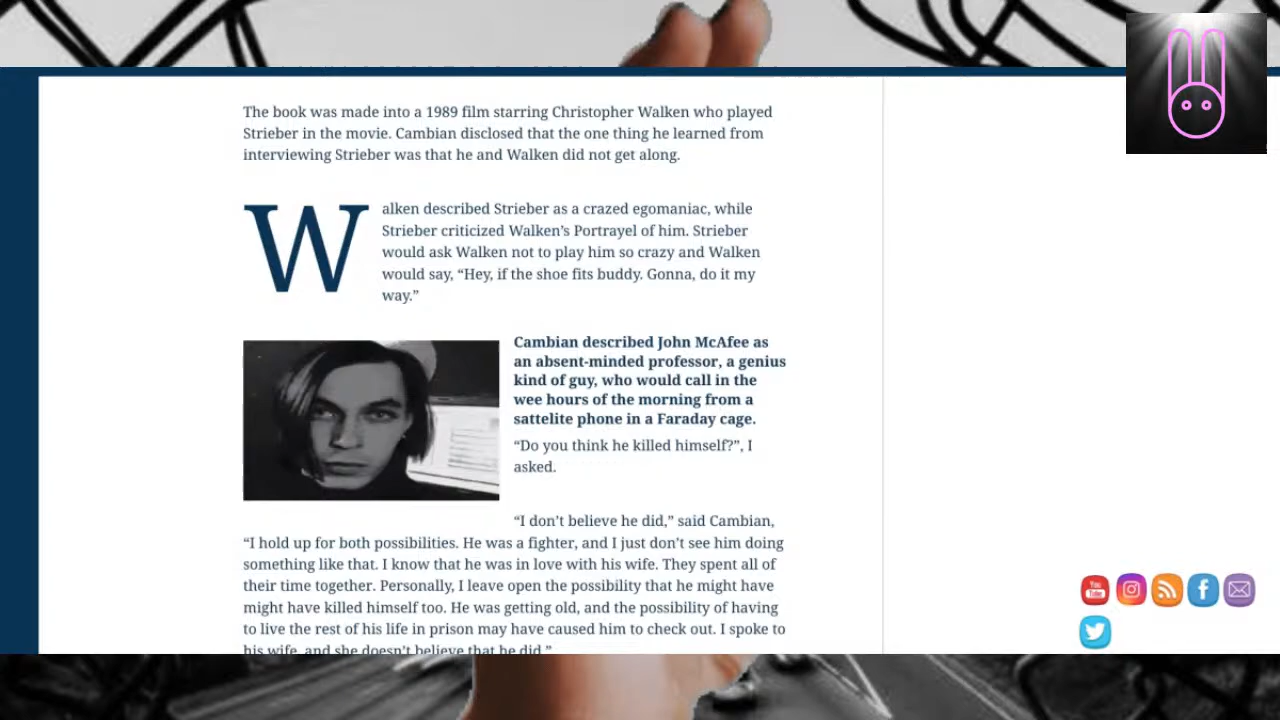 The book was made into a 1989 film starring Christopher Walken who played
Strieber in the movie. Cambian disclosed that the one thing he learned from
interviewing Strieber was that he and Walken did not get along.
Walken described Strieber as a crazed egomaniac, while
Strieber criticized Walken’s Portrayel of him. Strieber
would ask Walken not to play him so crazy and Walken
would say, “Hey, if the shoe fits buddy. Gonna, do it my
way.”
Cambian described John McAfee as
an absent-minded professor, a genius
kind of guy, who would call in the
wee hours of the morning from a
sattelite phone in a Faraday cage.
“Do you think he killed himself?”, I
asked.
“I don’t believe he did,” said Cambian,
“I hold up for both possibilities. He was a fighter, and I just don’t see him doing
something like that. I know that he was in love with his wife. They spent all of
their time together. Personally, I leave open the possibility that he might have
might have killed himself too. He was getting old, and the possibility of having
to live the rest of his life in prison may have caused him to check out. I spoke to
his wife, and she doesn’t believe that he did.”
You
Tube